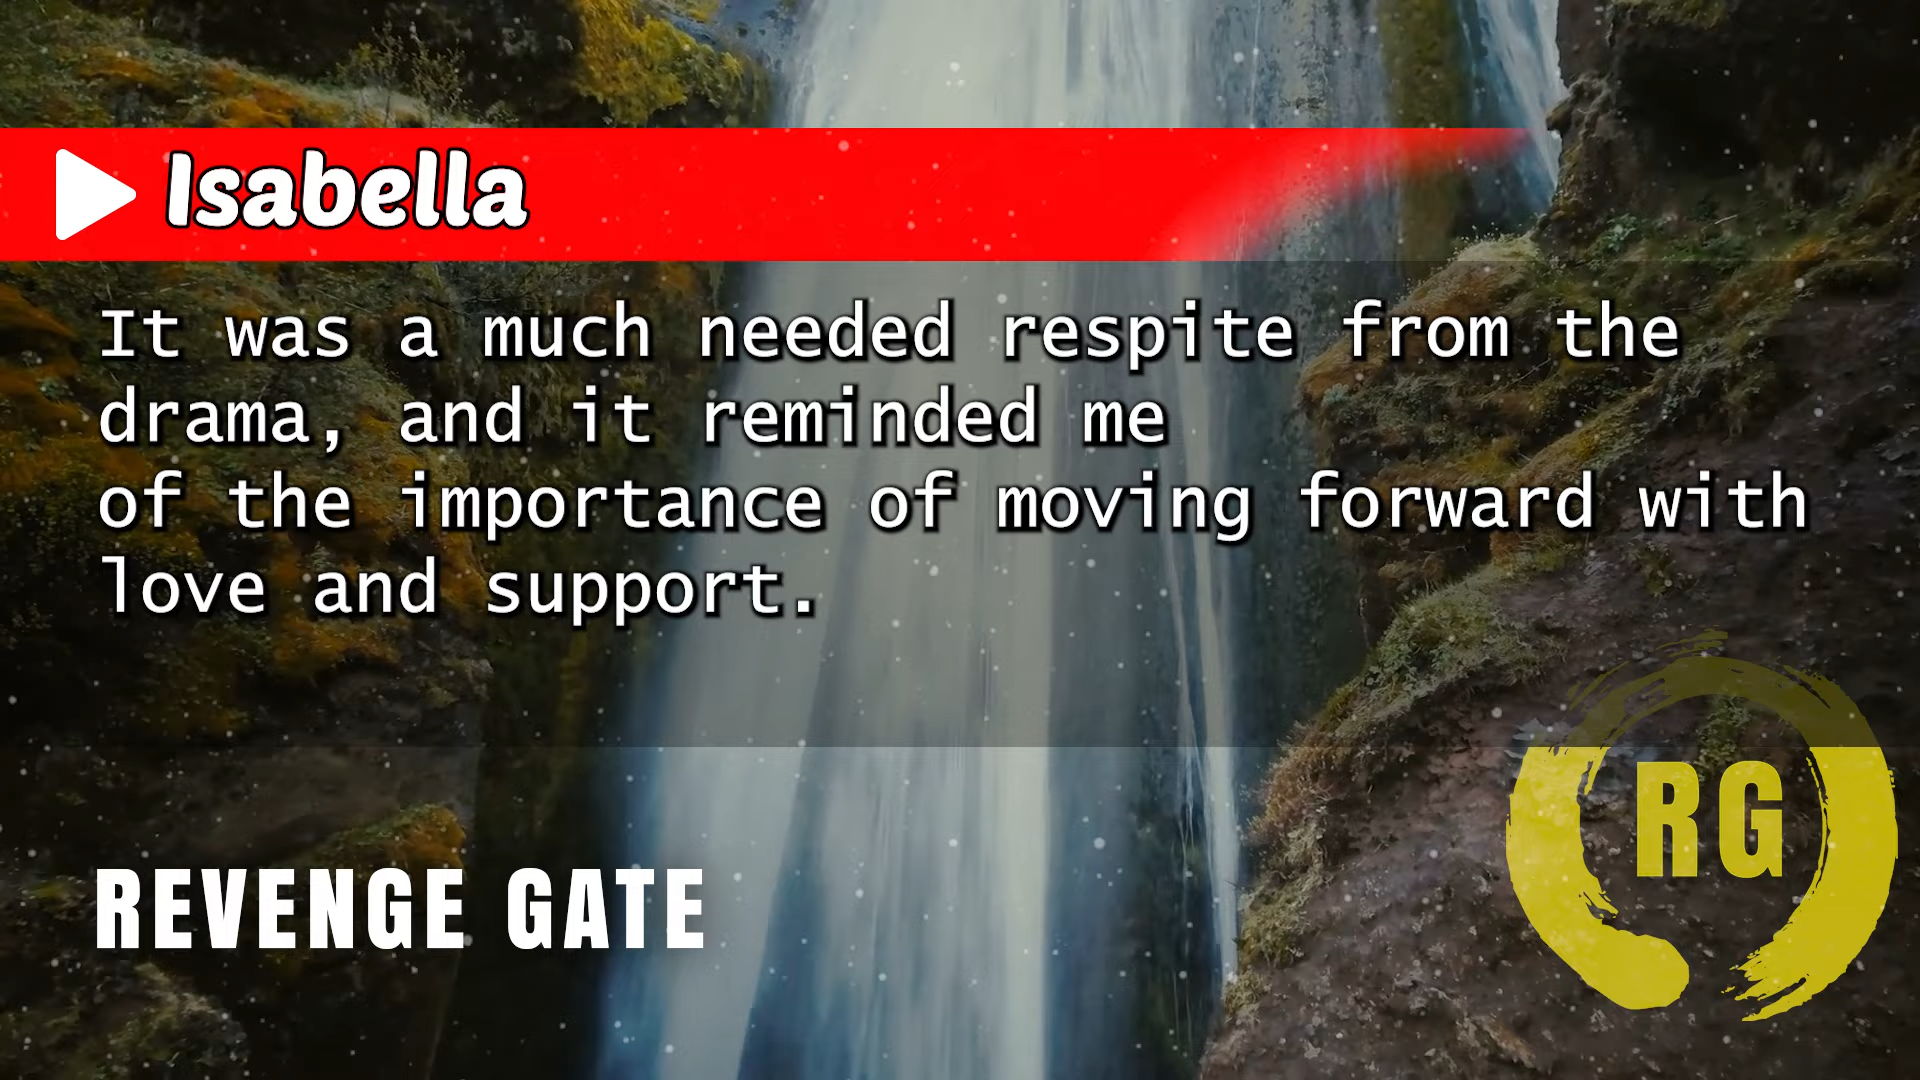 Isabella
It was a much needed respite from the
drama, and it reminded me
of the importance of moving forward with
love and support.
REVENGE GATE
RG